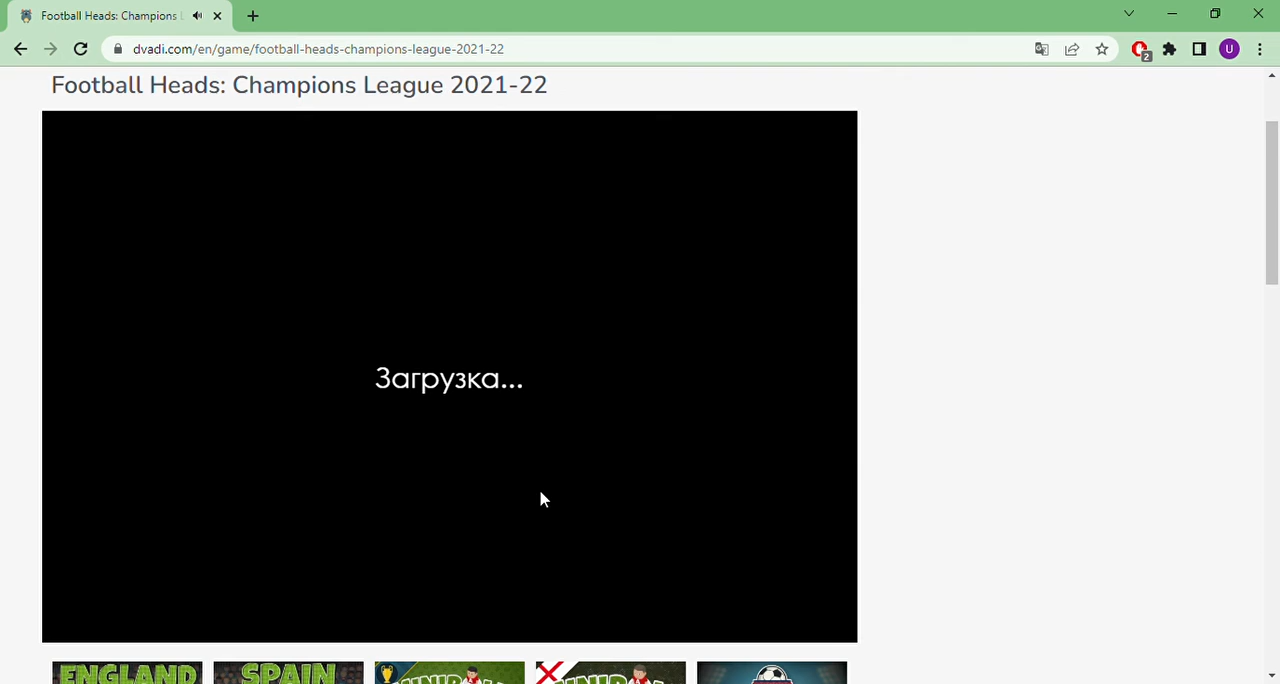 Football Heads: Champions L
dvadi.com/en/game/football-heads-champions-league-2021-22
2
U
Football Heads: Champions League 2021-22
Загрузка...
ENGLAND
SPAIN